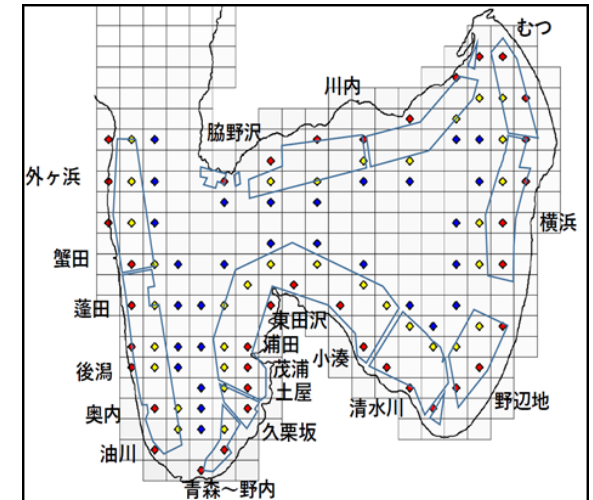 むつ
川内
脇野沢
外ヶ浜
横浜
蟹田
蓬田
東田沢
浦田
小湊
茂浦
後潟
土屋
清水川
野辺地
奥内
久栗坂
油川
青森～野内